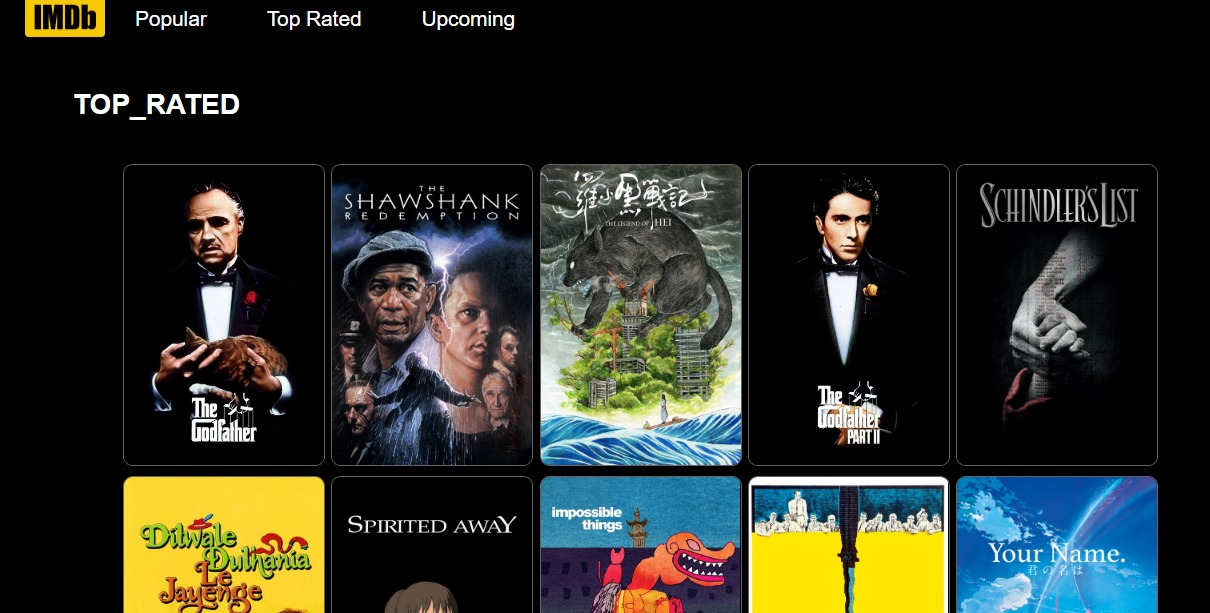 IMDb
Popular
Top Rated
Upcoming
TOP_RATED
The
Godfather
THE
SHAWSHANK
REDEMPTION
羅小黑戰記
THE LEGEND OF HEI
The
Godfather
PART II
SCHINDLER'S LIST
Dilwale
Dulhania
Le
Jayenge
SPIRITED AWAY
impossible
things
Your Name.
君の名は